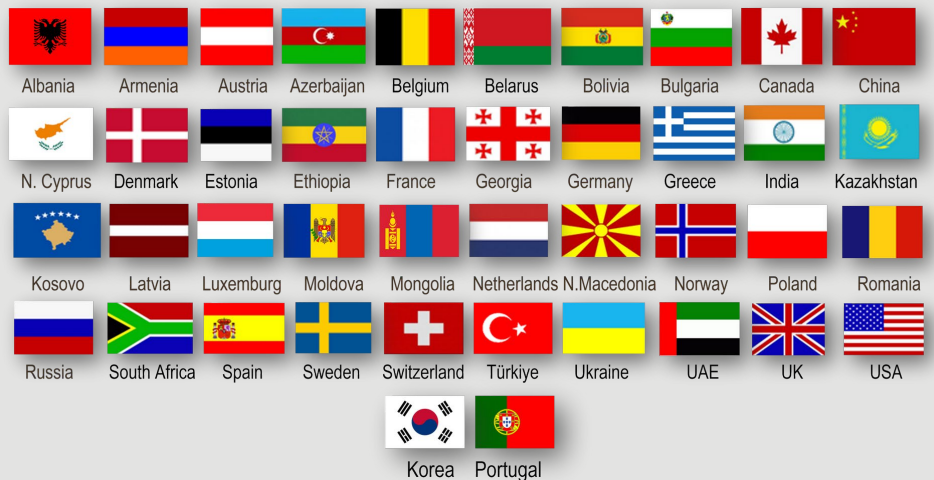 Albania Armenia Austria Azerbaijan Belgium Belarus Bolivia Bulgaria Canada China
N. Cyprus Denmark Estonia Ethiopia France Georgia Germany Greece India Kazakhstan
Kosovo Latvia Luxemburg Moldova Mongolia Netherlands N.Macedonia Norway Poland Romania
Russia South Africa Spain Sweden Switzerland Türkiye Ukraine UAE UK USA
Korea Portugal